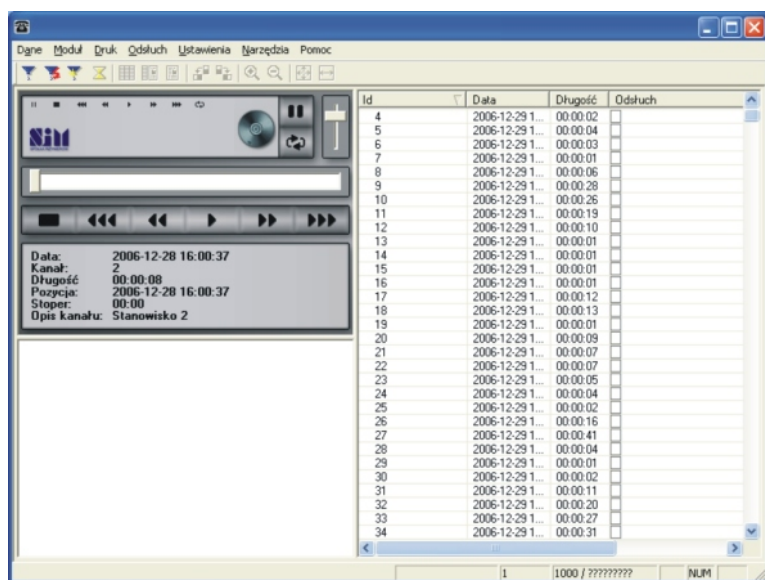 Dane Moduł Druk Odsłuch Ustawienia Narzędzia Pomoc
SIM
Data: 2006-12-28 16:00:37
Kanał: 2
Długość 00:00:08
Pozycja: 2006-12-28 16:00:37
Stoper: 00:00
Opis kanału: Stanowisko 2
Id Data Długość Odsłuch
4 2006-12-29 1... 00:00:02
5 2006-12-29 1... 00:00:04
6 2006-12-29 1... 00:00:03
7 2006-12-29 1... 00:00:01
8 2006-12-29 1... 00:00:06
9 2006-12-29 1... 00:00:28
10 2006-12-29 1... 00:00:26
11 2006-12-29 1... 00:00:19
12 2006-12-29 1... 00:00:10
13 2006-12-29 1... 00:00:01
14 2006-12-29 1... 00:00:01
15 2006-12-29 1... 00:00:01
16 2006-12-29 1... 00:00:01
17 2006-12-29 1... 00:00:12
18 2006-12-29 1... 00:00:13
19 2006-12-29 1... 00:00:01
20 2006-12-29 1... 00:00:09
21 2006-12-29 1... 00:00:07
22 2006-12-29 1... 00:00:07
23 2006-12-29 1... 00:00:05
24 2006-12-29 1... 00:00:04
25 2006-12-29 1... 00:00:02
26 2006-12-29 1... 00:00:16
27 2006-12-29 1... 00:00:41
28 2006-12-29 1... 00:00:04
29 2006-12-29 1... 00:00:01
30 2006-12-29 1... 00:00:02
31 2006-12-29 1... 00:00:11
32 2006-12-29 1... 00:00:20
33 2006-12-29 1... 00:00:27
34 2006-12-29 1... 00:00:31
1 1000 / ????????? NUM